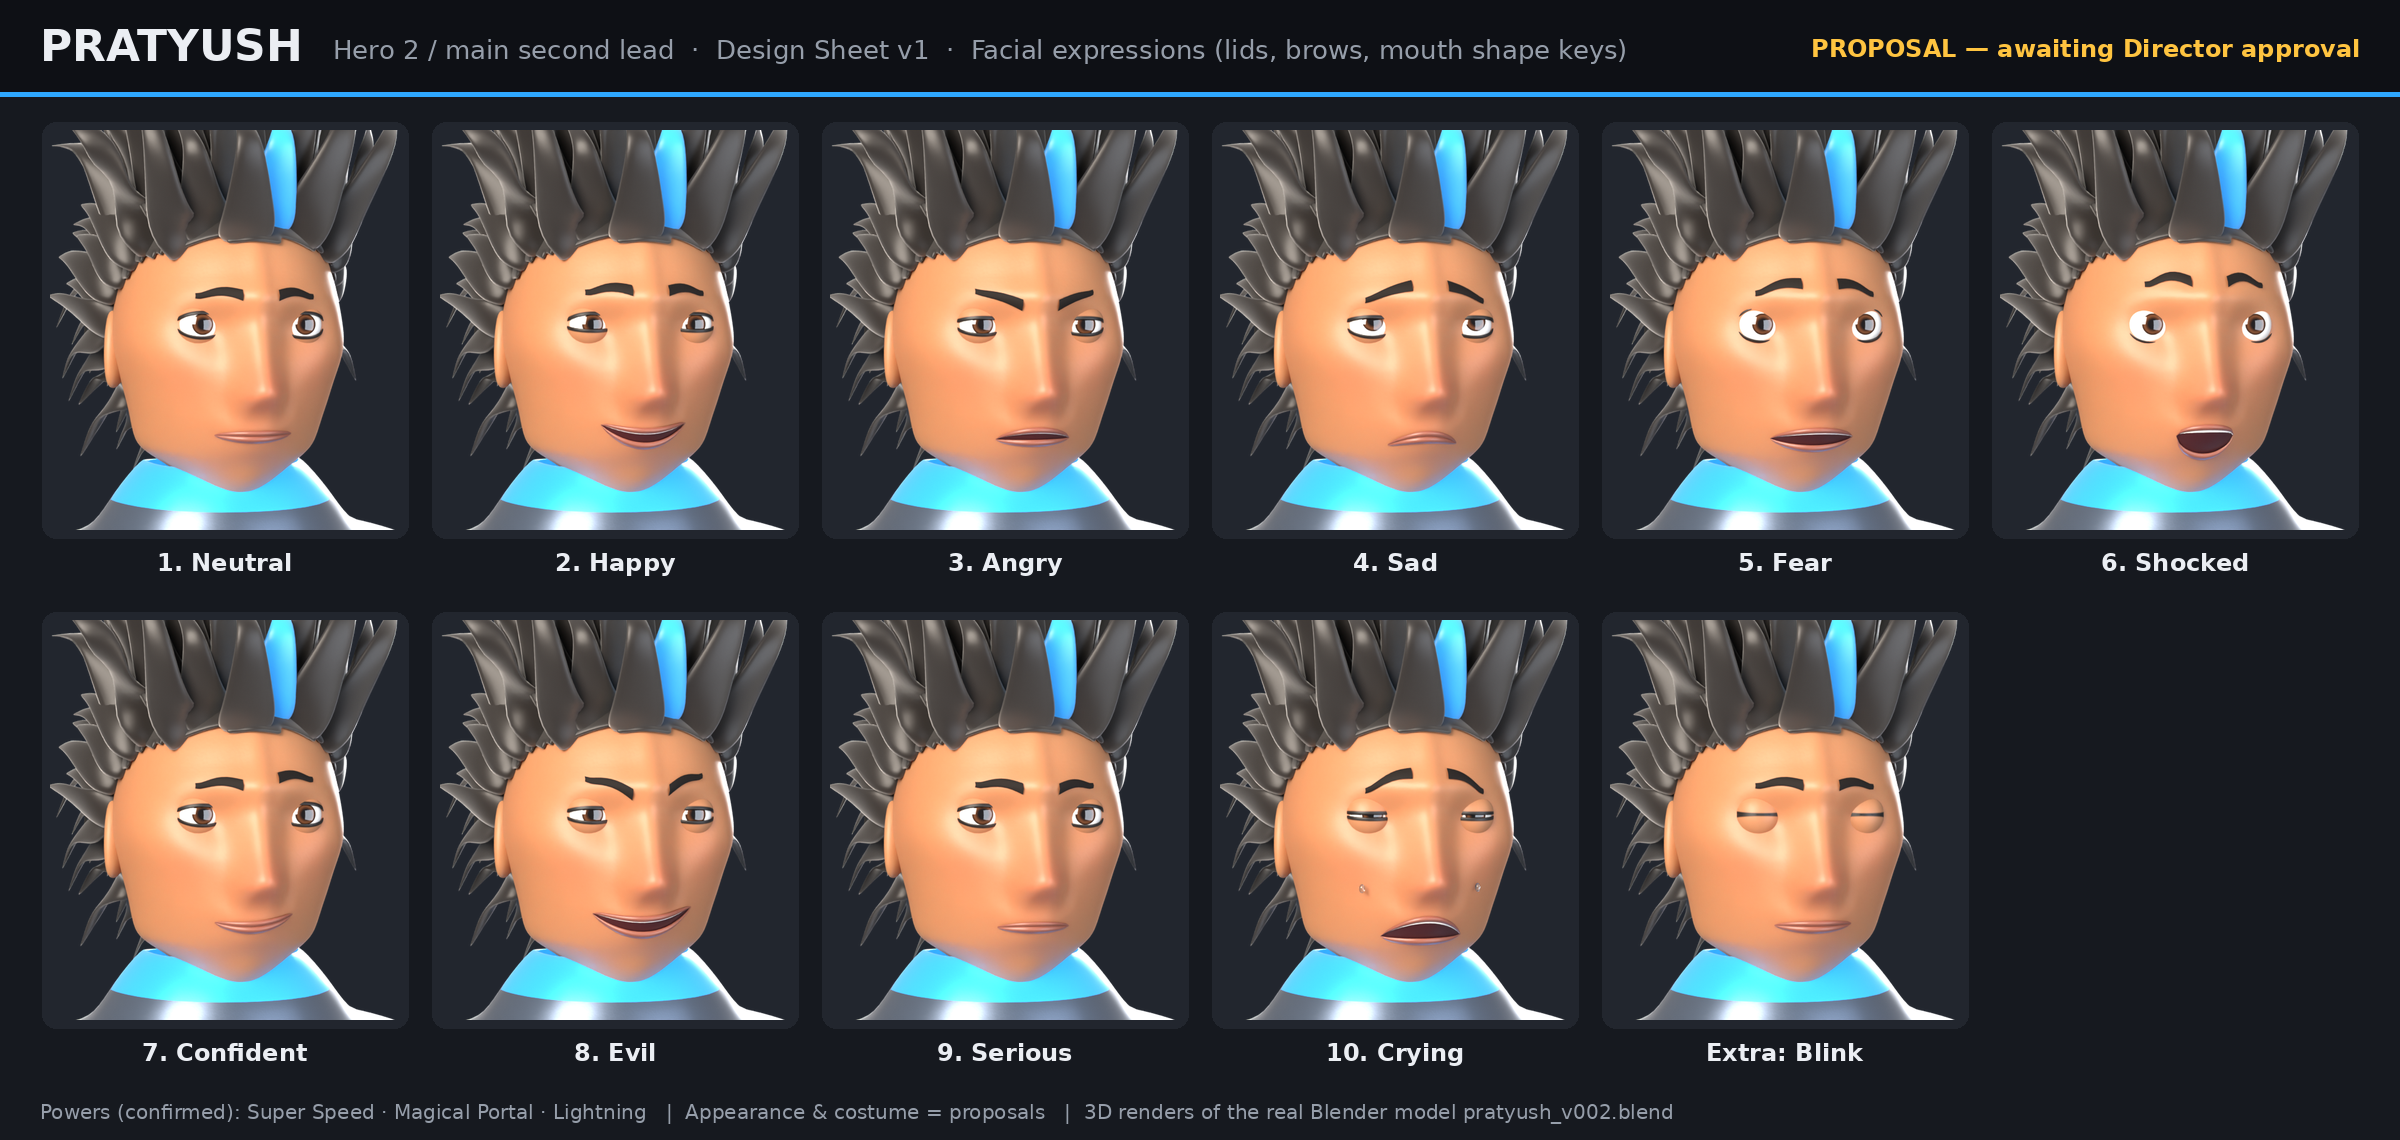 PRATYUSH Hero 2 / main second lead · Design Sheet v1 · Facial expressions (lids, brows, mouth shape keys) PROPOSAL — awaiting Director approval
1. Neutral 2. Happy 3. Angry 4. Sad 5. Fear 6. Shocked
7. Confident 8. Evil 9. Serious 10. Crying Extra: Blink
Powers (confirmed): Super Speed · Magical Portal · Lightning | Appearance & costume = proposals | 3D renders of the real Blender model pratyush_v002.blend